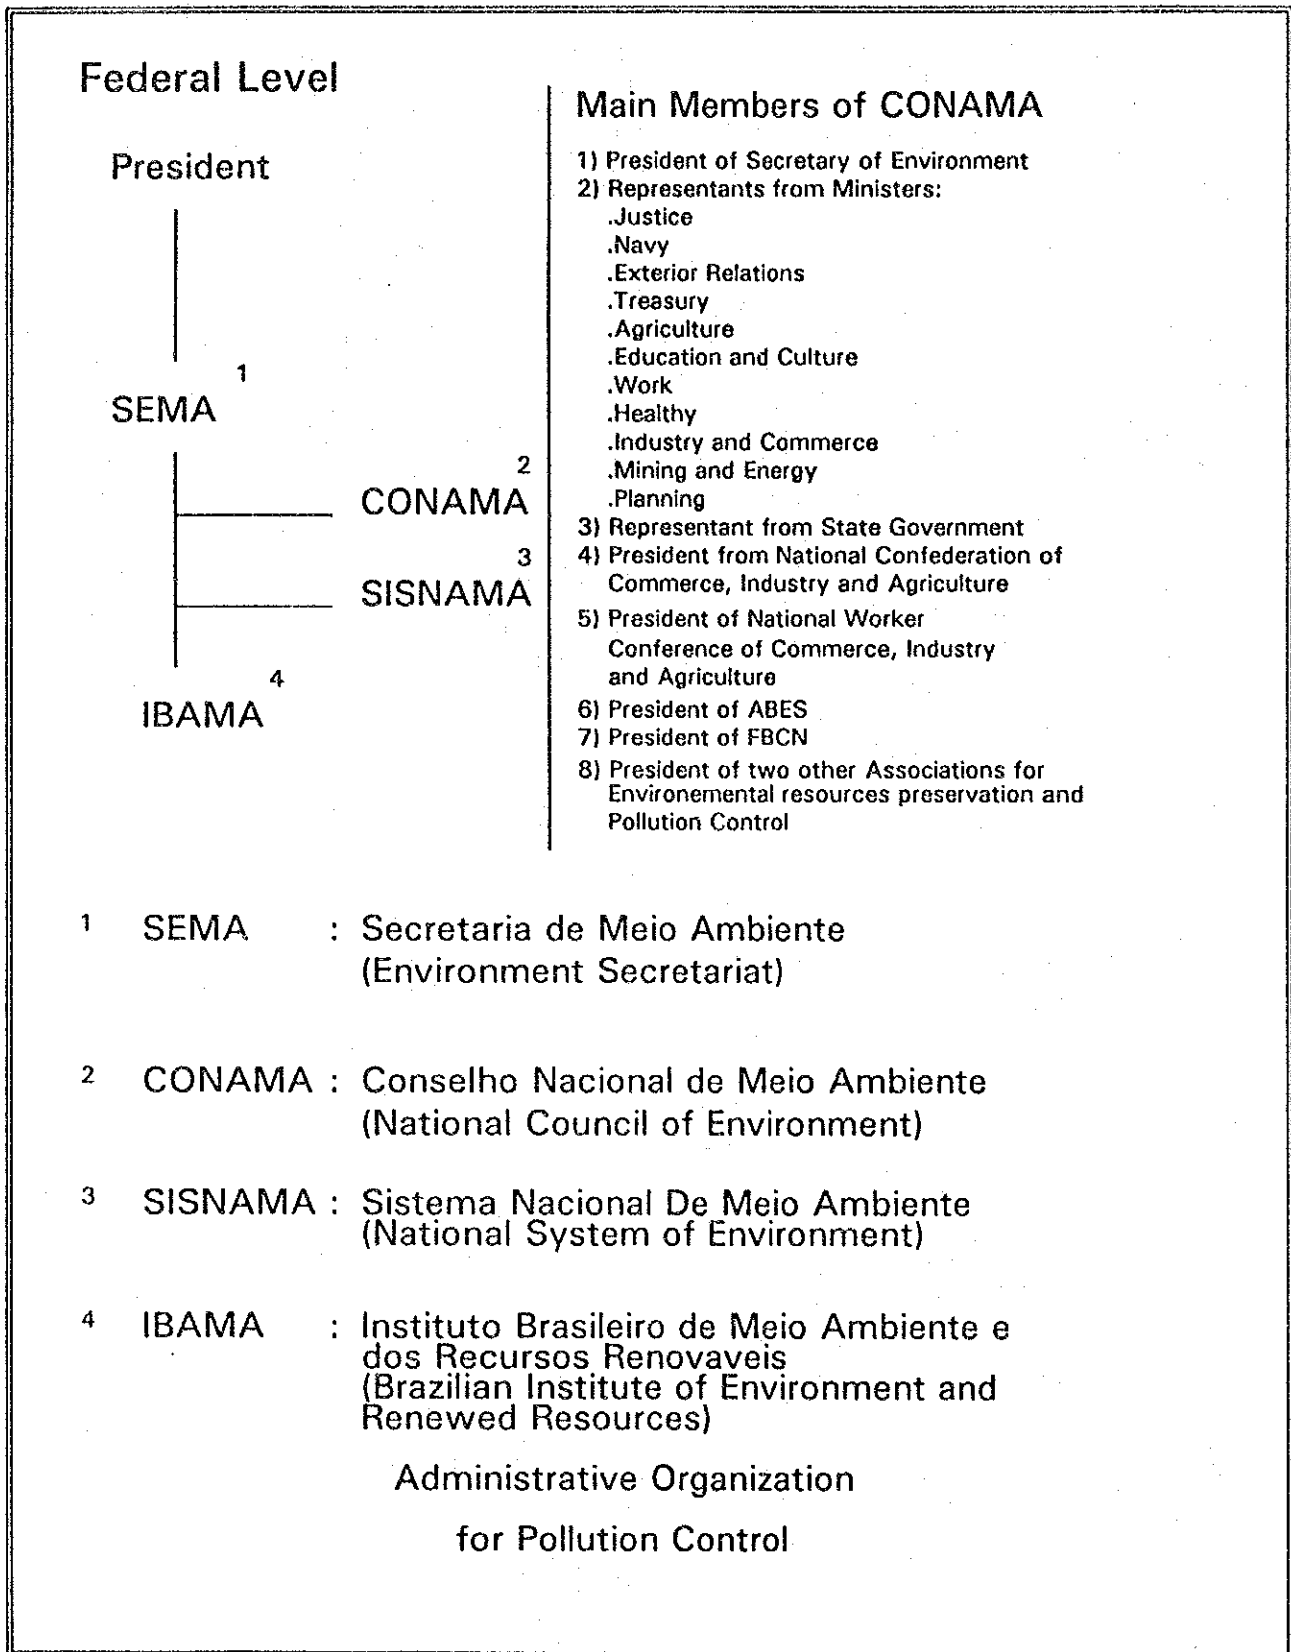 Federal Level
President
SEMA 1
CONAMA 2
SISNAMA 3
IBAMA 4
Main Members of CONAMA
1) President of Secretary of Environment
2) Representants from Ministers:
.Justice
.Navy
.Exterior Relations
.Treasury
.Agriculture
.Education and Culture
.Work
.Healthy
.Industry and Commerce
.Mining and Energy
.Planning
3) Representant from State Government
4) President from National Confederation of
Commerce, Industry and Agriculture
5) President of National Worker
Conference of Commerce, Industry
and Agriculture
6) President of ABES
7) President of FBCN
8) President of two other Associations for
Environemental resources preservation and
Pollution Control
1 SEMA : Secretaria de Meio Ambiente
(Environment Secretariat)
2 CONAMA : Conselho Nacional de Meio Ambiente
(National Council of Environment)
3 SISNAMA : Sistema Nacional De Meio Ambiente
(National System of Environment)
4 IBAMA : Instituto Brasileiro de Meio Ambiente e
dos Recursos Renovaveis
(Brazilian Institute of Environment and
Renewed Resources)
Administrative Organization
for Pollution Control